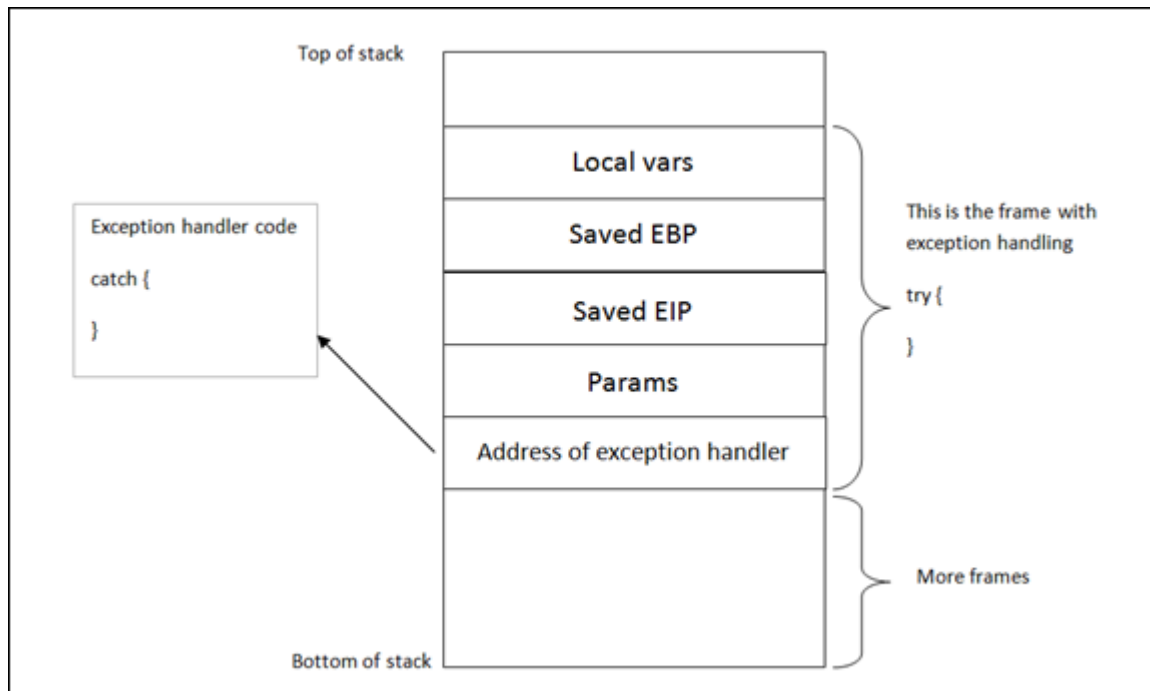 Top of stack
Local vars
Saved EBP
Saved EIP
Params
Address of exception handler
Bottom of stack
Exception handler code
catch {
}
This is the frame with
exception handling
try {
}
More frames